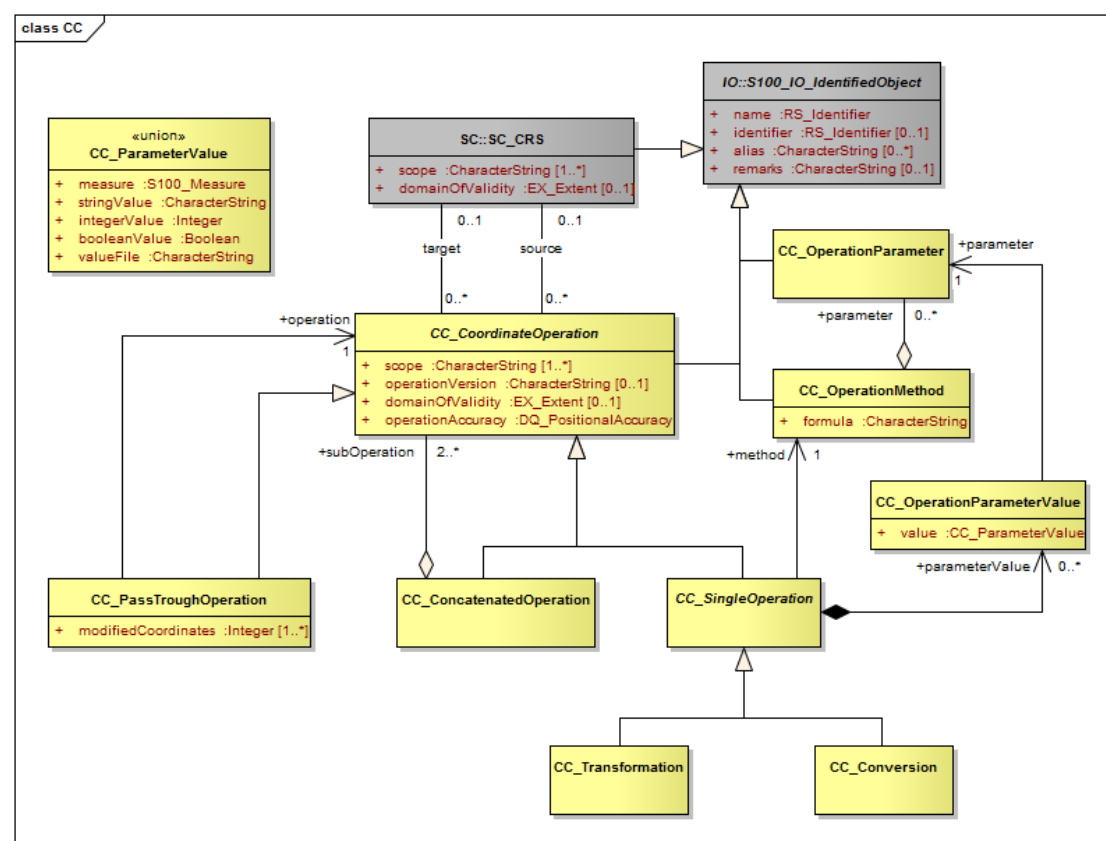 class CC
IO::S100_IO_IdentifiedObject
+ name :RS_Identifier
+ identifier :RS_Identifier [0..1]
+ alias :CharacterString [0..*]
+ remarks :CharacterString [0..1]
«union»
CC_ParameterValue
+ measure :S100_Measure
+ stringValue :CharacterString
+ integerValue :Integer
+ booleanValue :Boolean
+ valueFile :CharacterString
SC::SC_CRS
+ scope :CharacterString [1..*]
+ domainOfValidity :EX_Extent [0..1]
0..1
0..1
target
source
0..*
0..*
CC_OperationParameter
+parameter
1
+parameter
0..*
+operation
1
CC_CoordinateOperation
+ scope :CharacterString [1..*]
+ operationVersion :CharacterString [0..1]
+ domainOfValidity :EX_Extent [0..1]
+ operationAccuracy :DQ_PositionalAccuracy
CC_OperationMethod
+ formula :CharacterString
+subOperation
2..*
+method
1
CC_OperationParameterValue
+ value :CC_ParameterValue
+parameterValue
0..*
CC_PassTroughOperation
+ modifiedCoordinates :Integer [1..*]
CC_ConcatenatedOperation
CC_SingleOperation
CC_Transformation
CC_Conversion